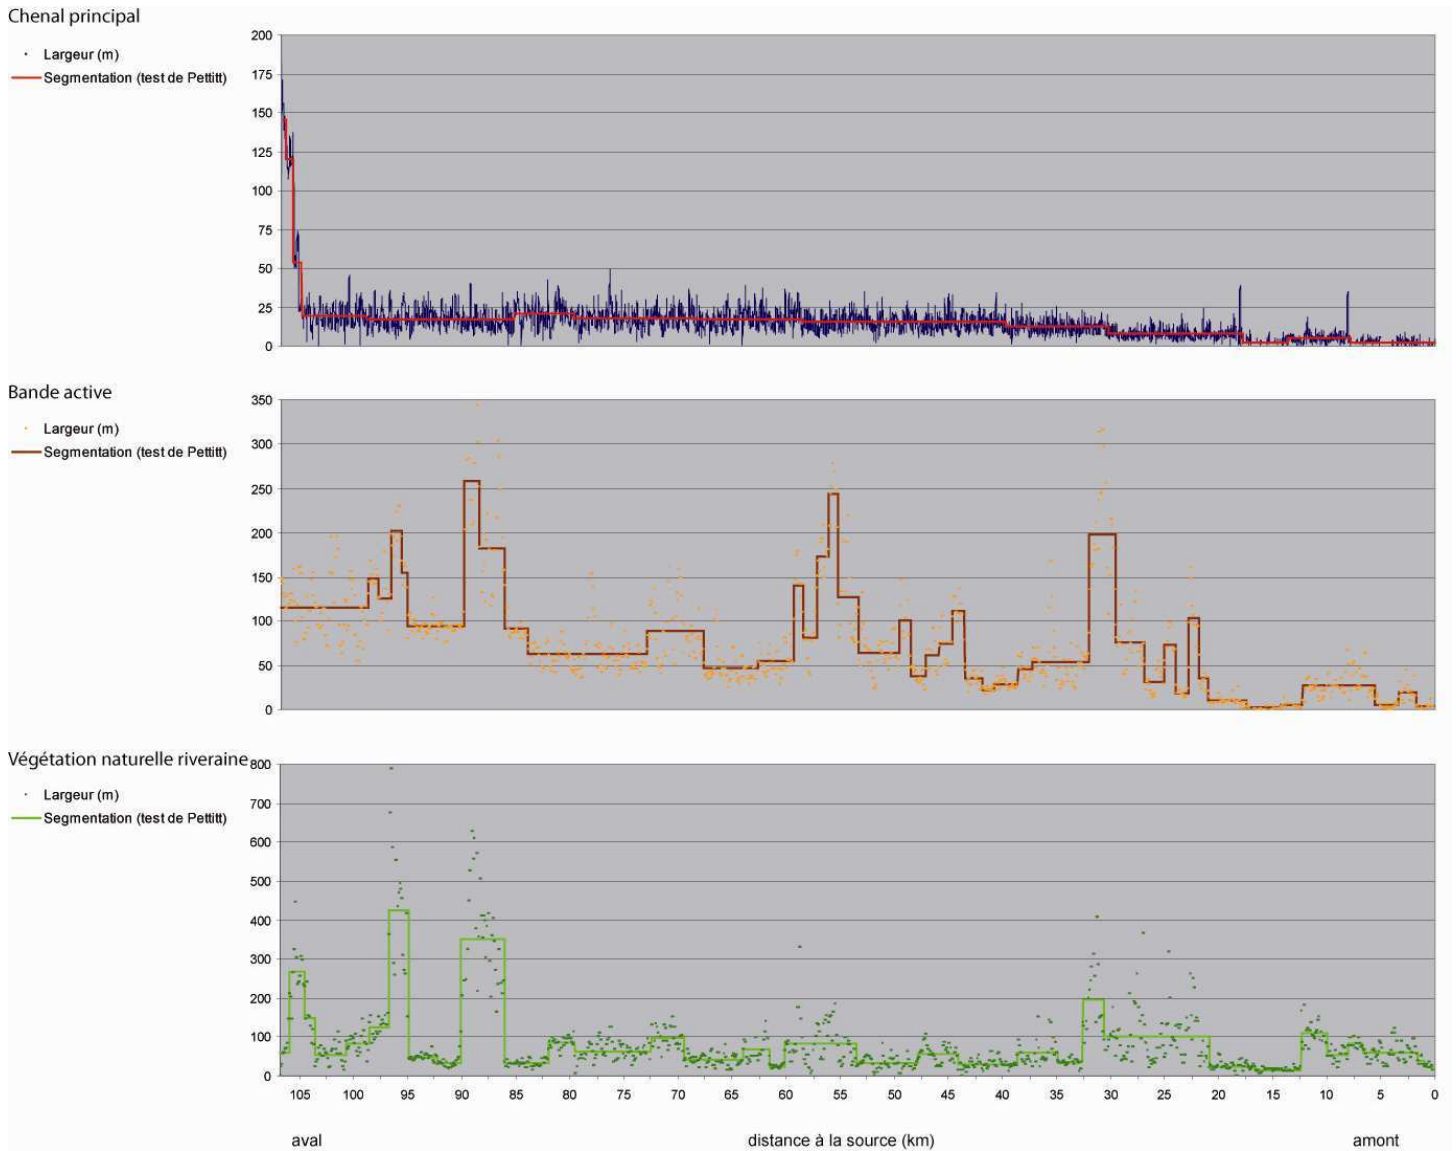 Chenal principal
Largeur (m)
Segmentation (test de Pettitt)
200
175
150
125
100
75
50
25
0
Bande active
Largeur (m)
Segmentation (test de Pettitt)
350
300
250
200
150
100
50
0
Végétation naturelle riveraine
Largeur (m)
Segmentation (test de Pettitt)
800
700
600
500
400
300
200
100
0
105 100 95 90 85 80 75 70 65 60 55 50 45 40 35 30 25 20 15 10 5 0
aval distance à la source (km) amont